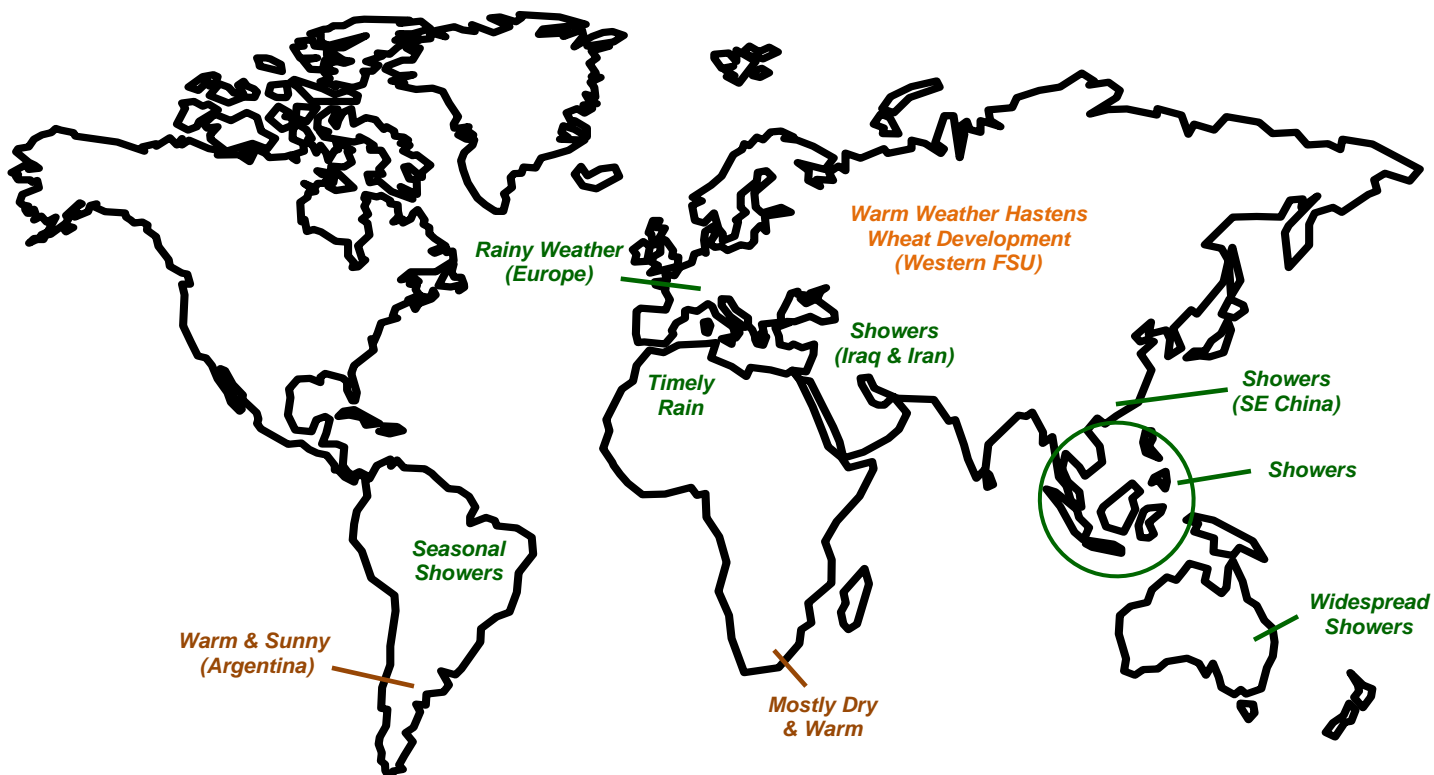 Warm Weather Hastens
Wheat Development
(Western FSU)
Rainy Weather
(Europe)
Showers
(Iraq & Iran)
Timely
Rain
Showers
(SE China)
Showers
Seasonal
Showers
Widespread
Showers
Warm & Sunny
(Argentina)
Mostly Dry
& Warm